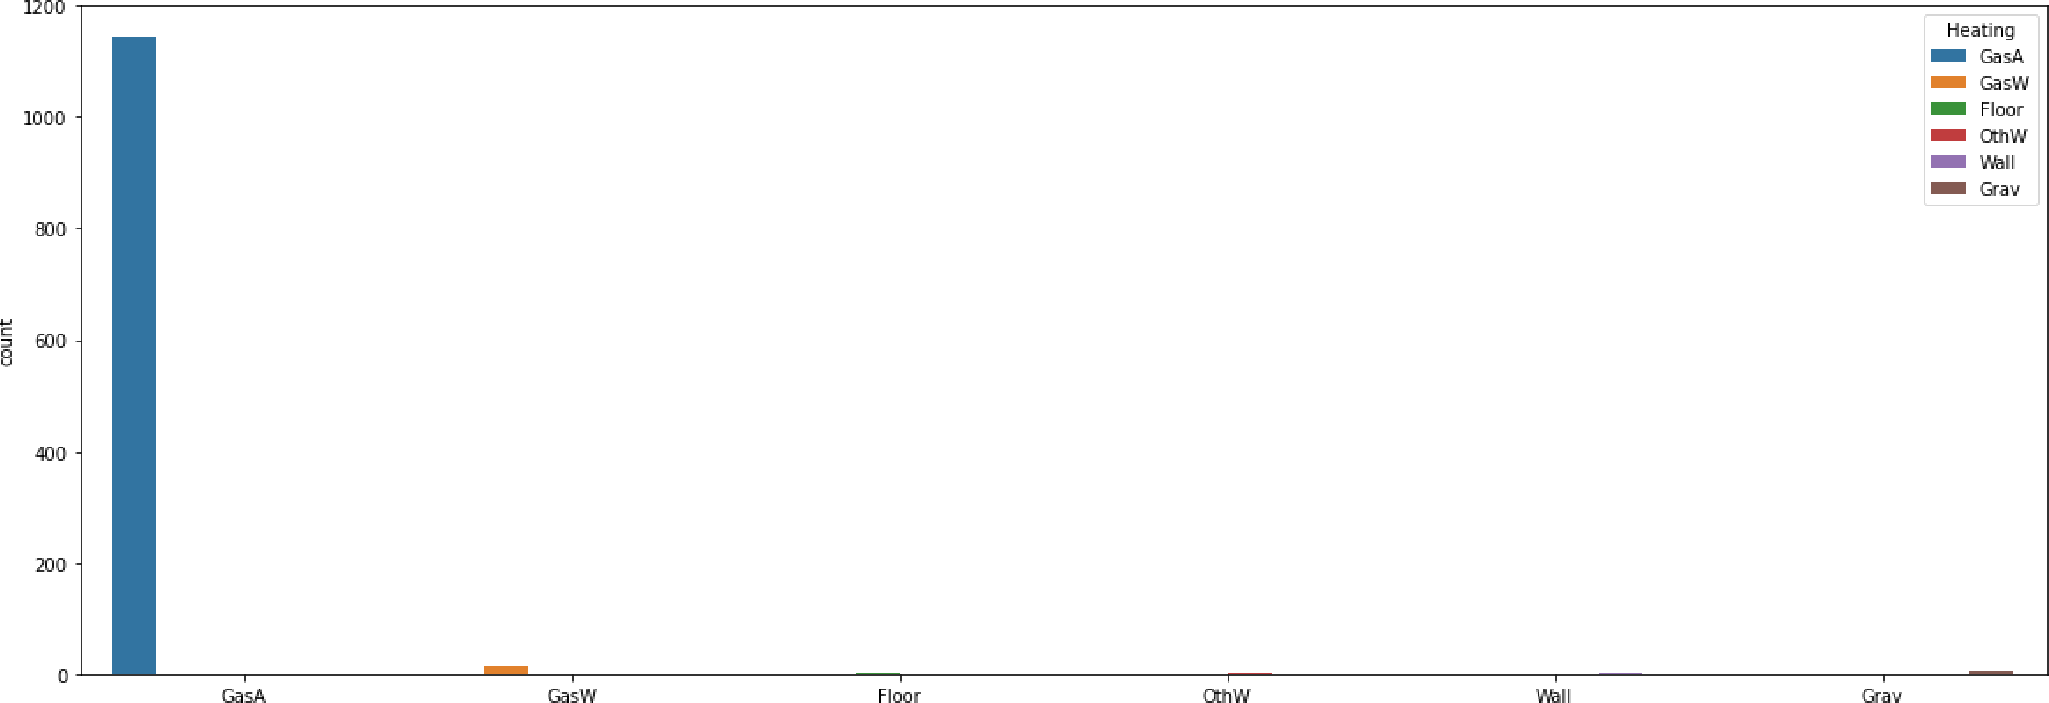 1200
1000
800
600
400
200
0
count
GasA
GasW
Floor
OthW
Wall
Grav
Heating
GasA
GasW
Floor
OthW
Wall
Grav